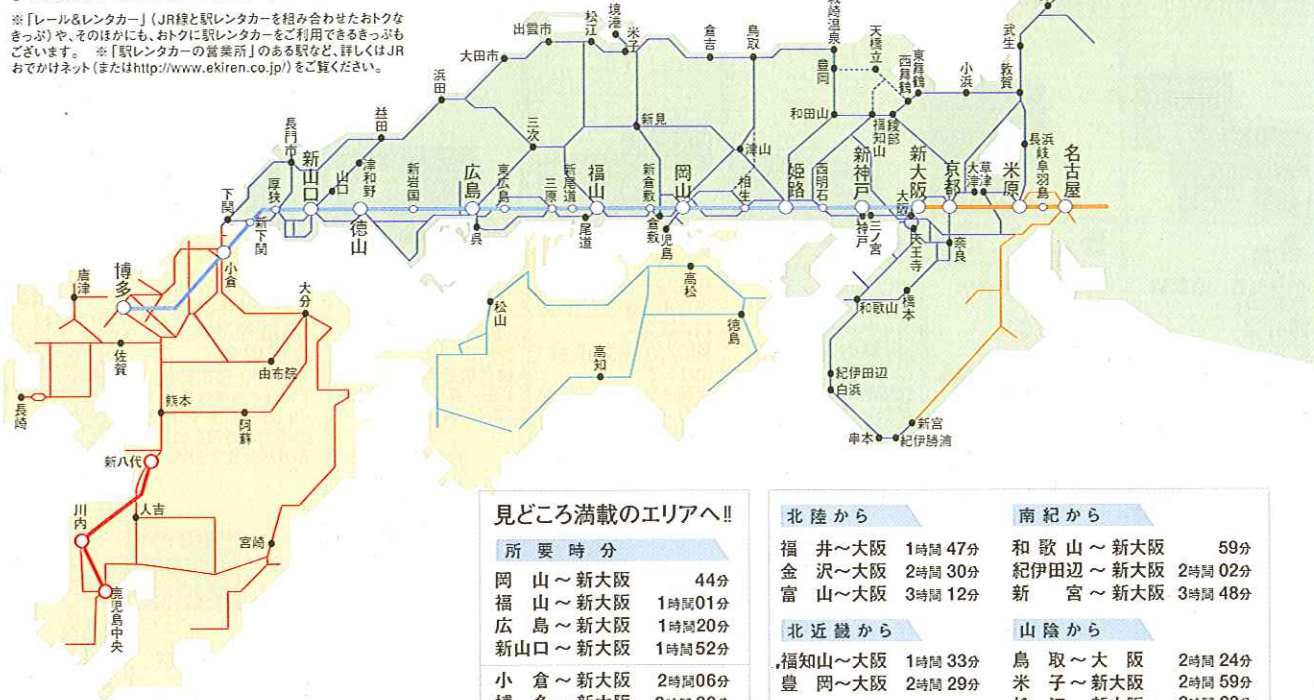 ※「レール&レンタカー」(JR線と駅レンタカーを組み合わせたおトクな
きっぷ)や、そのほかにも、おトクに駅レンタカーをご利用できるきっぷも
ございます。 ※「駅レンタカーの営業所」のある駅など、詳しくはJR
おでかけネット(またはhttp://www.ekiren.co.jp/)をご覧ください。
城崎温泉
境港
松江
米子
出雲市
大田市
浜田
益田
長門市
倉吉
鳥取
豊岡
天橋立
西舞鶴
東舞鶴
小浜
武生
敦賀
和田山
福知山
綾部
三次
新見
津山
長浜
下関
新下関
厚狭
新山口
山口
津和野
徳山
新岩国
広島
呉
東広島
三原
新尾道
尾道
福山
新倉敷
倉敷
岡山
児島
相生
姫路
西明石
新神戸
神戸
三ノ宮
新大阪
大阪
天王寺
京都
奈良
大津
草津
米原
岐阜羽島
名古屋
和歌山
橋本
紀伊田辺
白浜
串本
紀伊勝浦
新宮
松山
高松
高知
徳島
小倉
博多
唐津
佐賀
長崎
大分
由布院
熊本
阿蘇
新八代
人吉
川内
宮崎
鹿児島中央
見どころ満載のエリアへ!!
所要時分
岡山~新大阪 44分
福山~新大阪 1時間01分
広島~新大阪 1時間20分
新山口~新大阪 1時間52分
小倉~新大阪 2時間06分
北陸から
福井~大阪 1時間47分
金沢~大阪 2時間30分
富山~大阪 3時間12分
北近畿から
福知山~大阪 1時間33分
豊岡~大阪 2時間29分
南紀から
和歌山~新大阪 59分
紀伊田辺~新大阪 2時間02分
新宮~新大阪 3時間48分
山陰から
鳥取~大阪 2時間24分
米子~新大阪 2時間59分